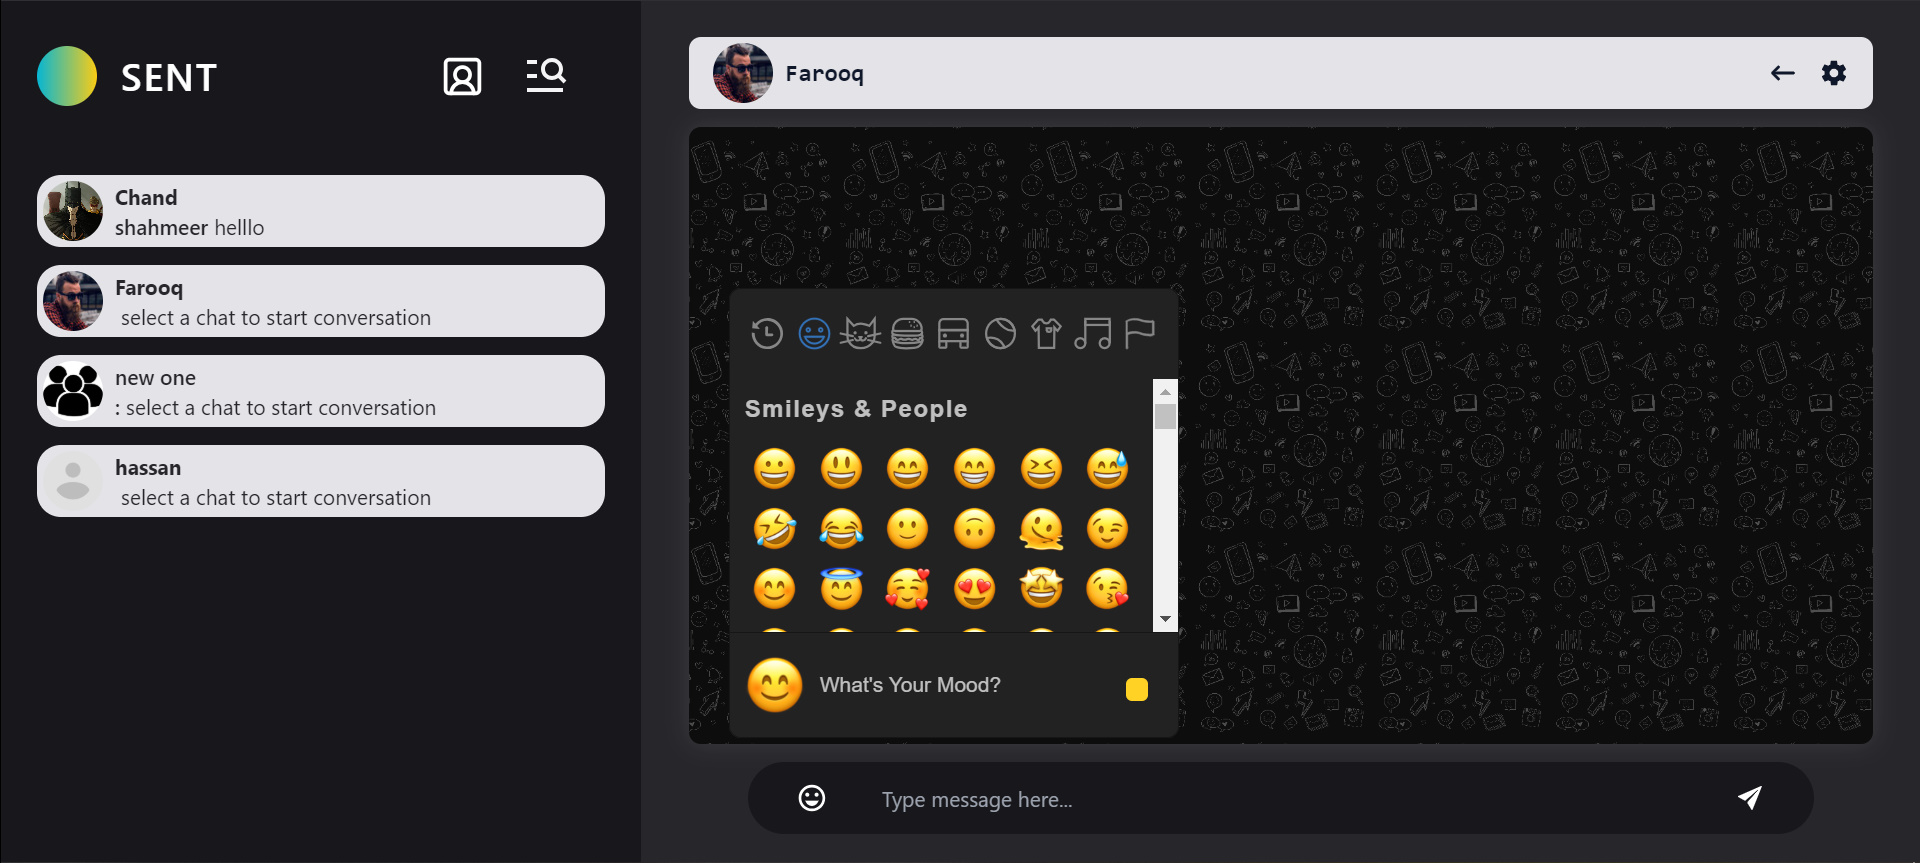 SENT
Chand
shahmeer helllo
Farooq
select a chat to start conversation
new one
: select a chat to start conversation
hassan
select a chat to start conversation
Farooq
Smileys & People
What's Your Mood?
Type message here...